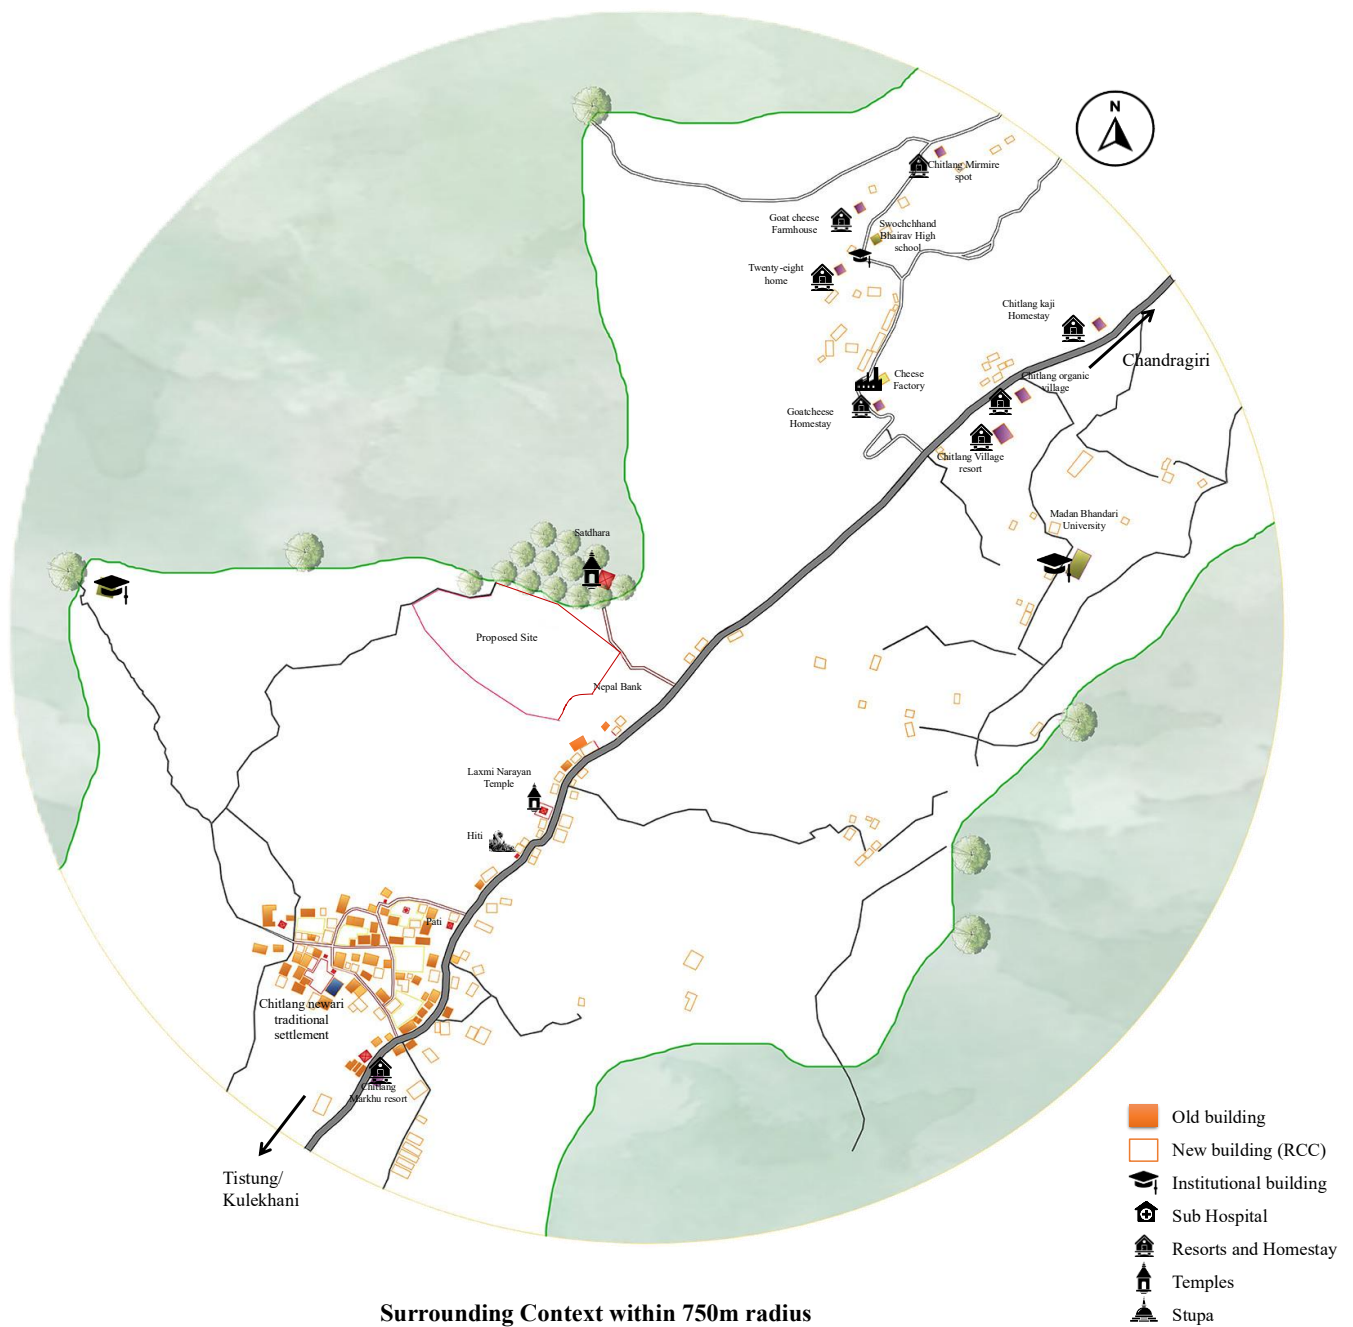 N
Chitlang Mirmire
spot
Goat cheese
Farmhouse
Swochchhand
Bhairav High
school
Twenty-eight
home
Chitlang kaji
Homestay
Chandragiri
Cheese
Factory
Chitlang organic
village
Goatcheese
Homestay
Chitlang Village
resort
Madan Bhandari
University
Satdhara
Proposed Site
Nepal Bank
Laxmi Narayan
Temple
Hiti
Pati
Chitlang newari
traditional
settlement
Chitlang
Markhu resort
Tistung/
Kulekhani
Old building
New building (RCC)
Institutional building
Sub Hospital
Resorts and Homestay
Temples
Stupa
Surrounding Context within 750m radius